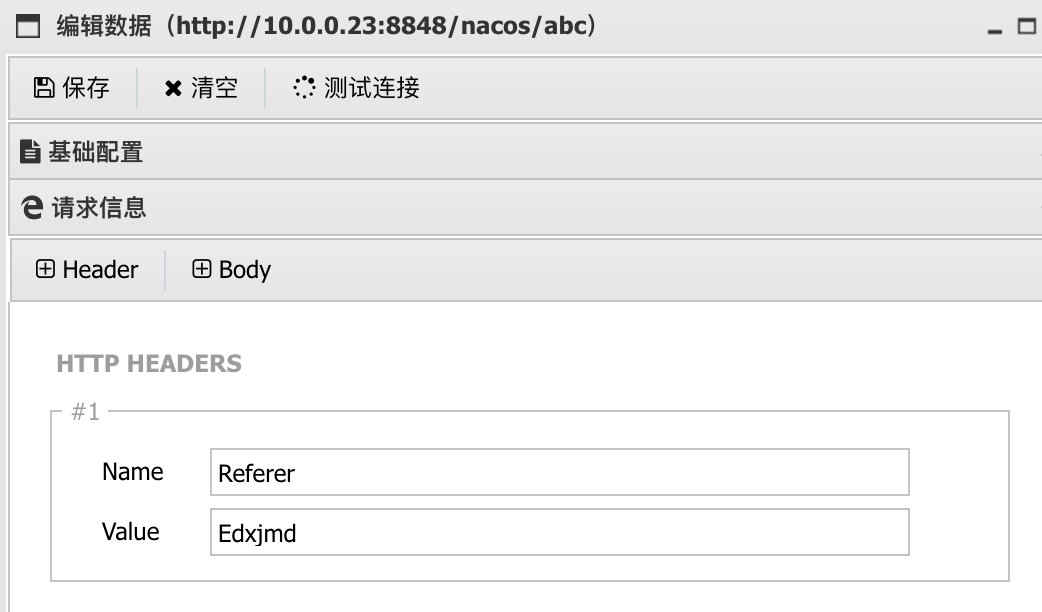 编辑数据（http://10.0.0.23:8848/nacos/abc）
保存 清空 测试连接
基础配置
请求信息
Header Body
HTTP HEADERS
#1
Name Referer
Value Edxjmd